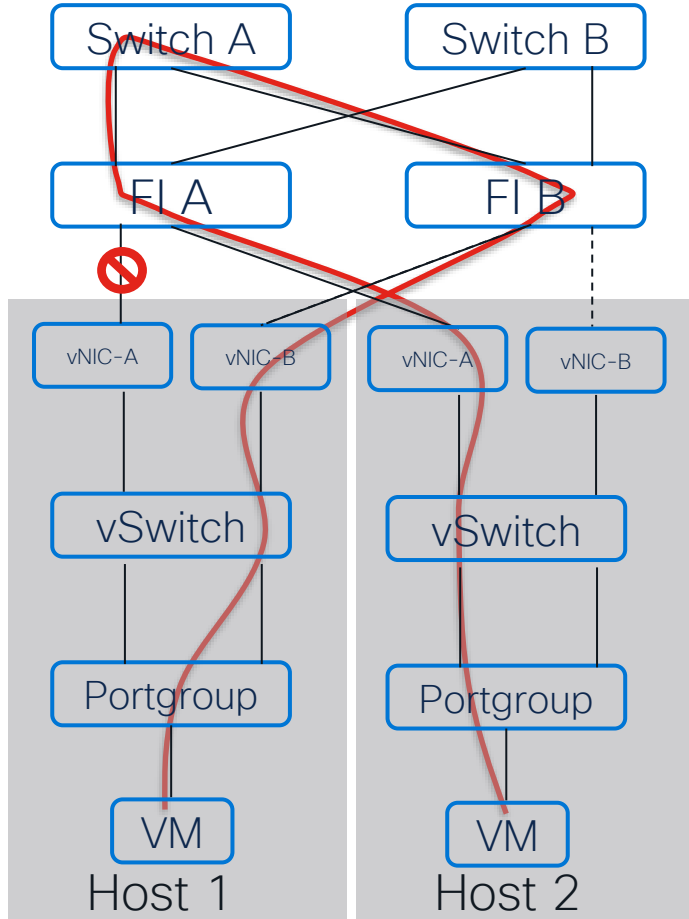 Switch A
Switch B
FI A
FI B
vNIC-A
vNIC-B
vNIC-A
vNIC-B
vSwitch
vSwitch
Portgroup
Portgroup
VM
VM
Host 1
Host 2